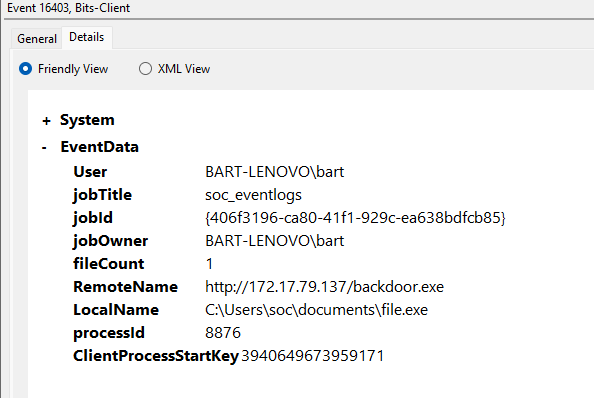 Event 16403, Bits-Client
General Details
Friendly View XML View
+ System
- EventData
User BART-LENOVO\bart
jobTitle soc_eventlogs
jobId {406f3196-ca80-41f1-929c-ea638bdfcb85}
jobOwner BART-LENOVO\bart
fileCount 1
RemoteName http://172.17.79.137/backdoor.exe
LocalName C:\Users\soc\documents\file.exe
processId 8876
ClientProcessStartKey 3940649673959171